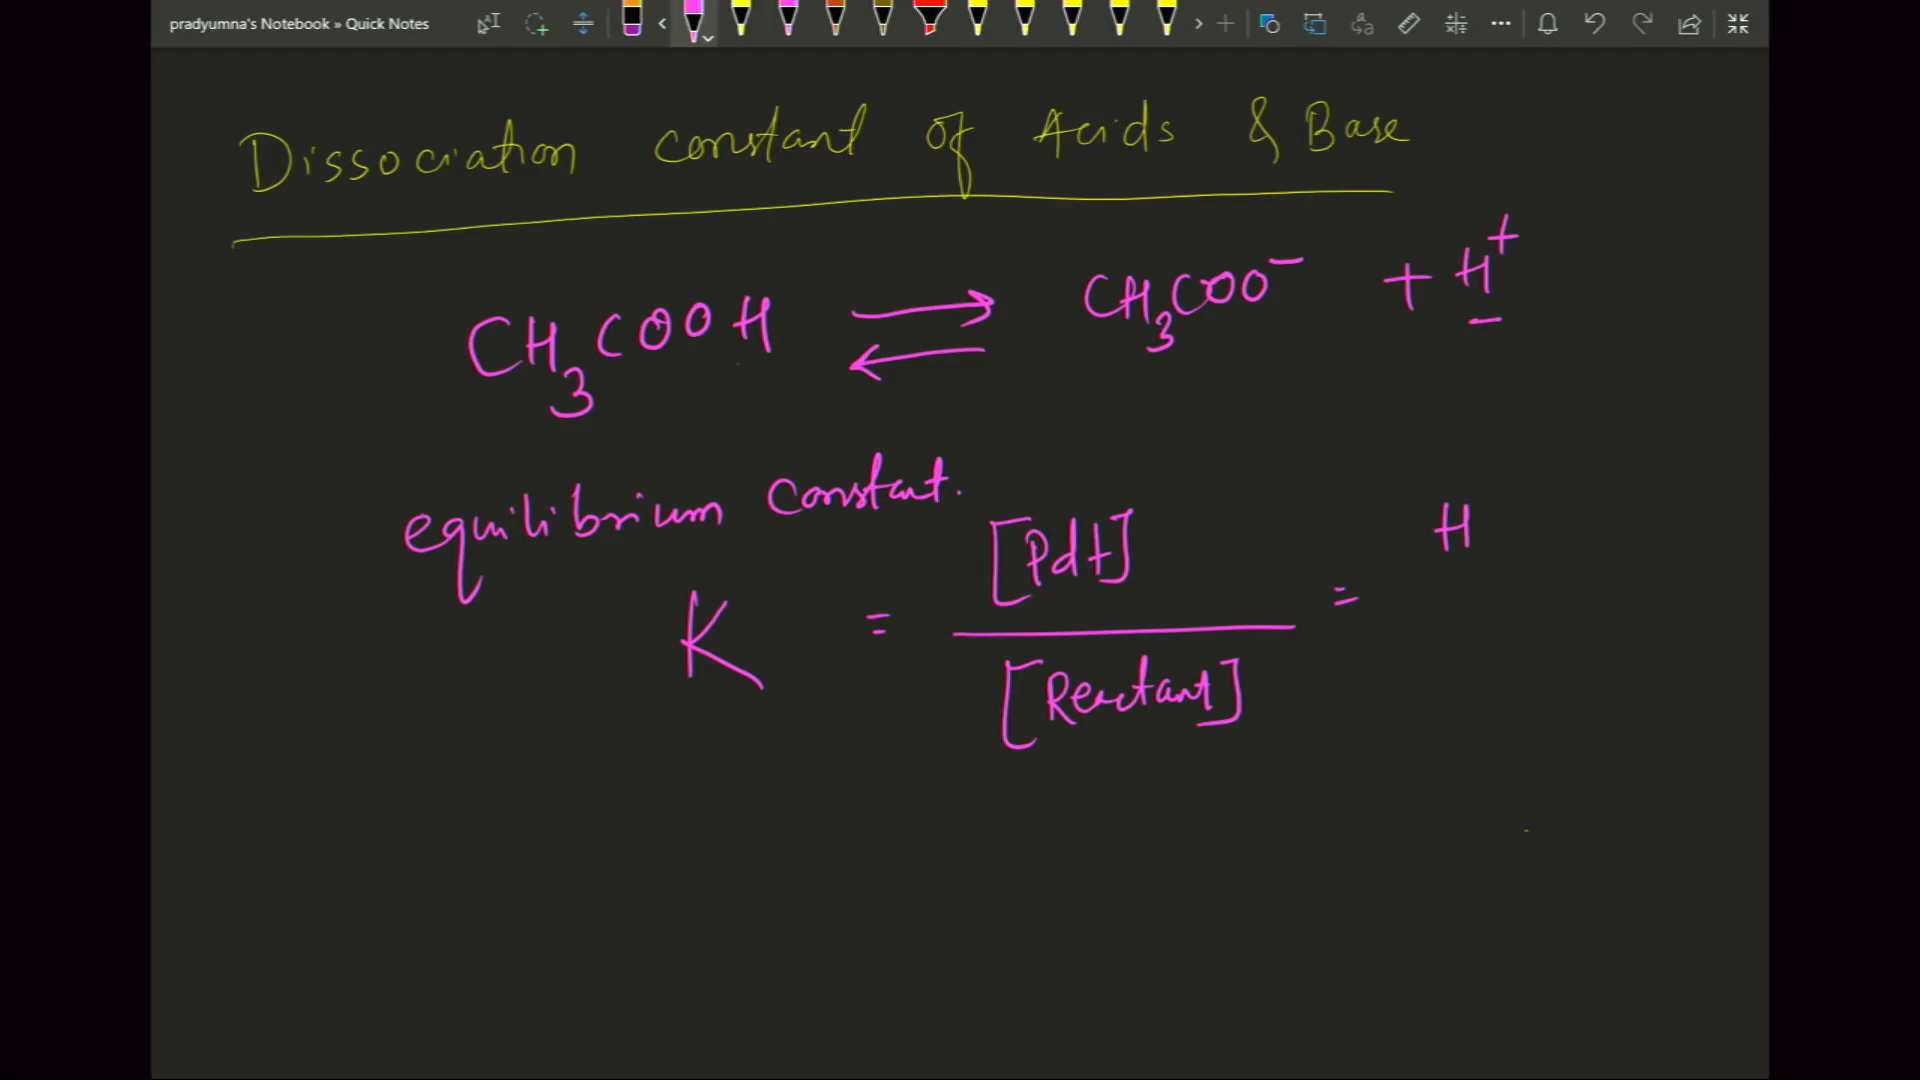 pradyumna's Notebook » Quick Notes
Dissociation constant of Acids & Base
CH₃COOH ⇌ CH₃COO⁻ + H⁺
equilibrium constant.
K = [Pdt] / [Reactant] = H